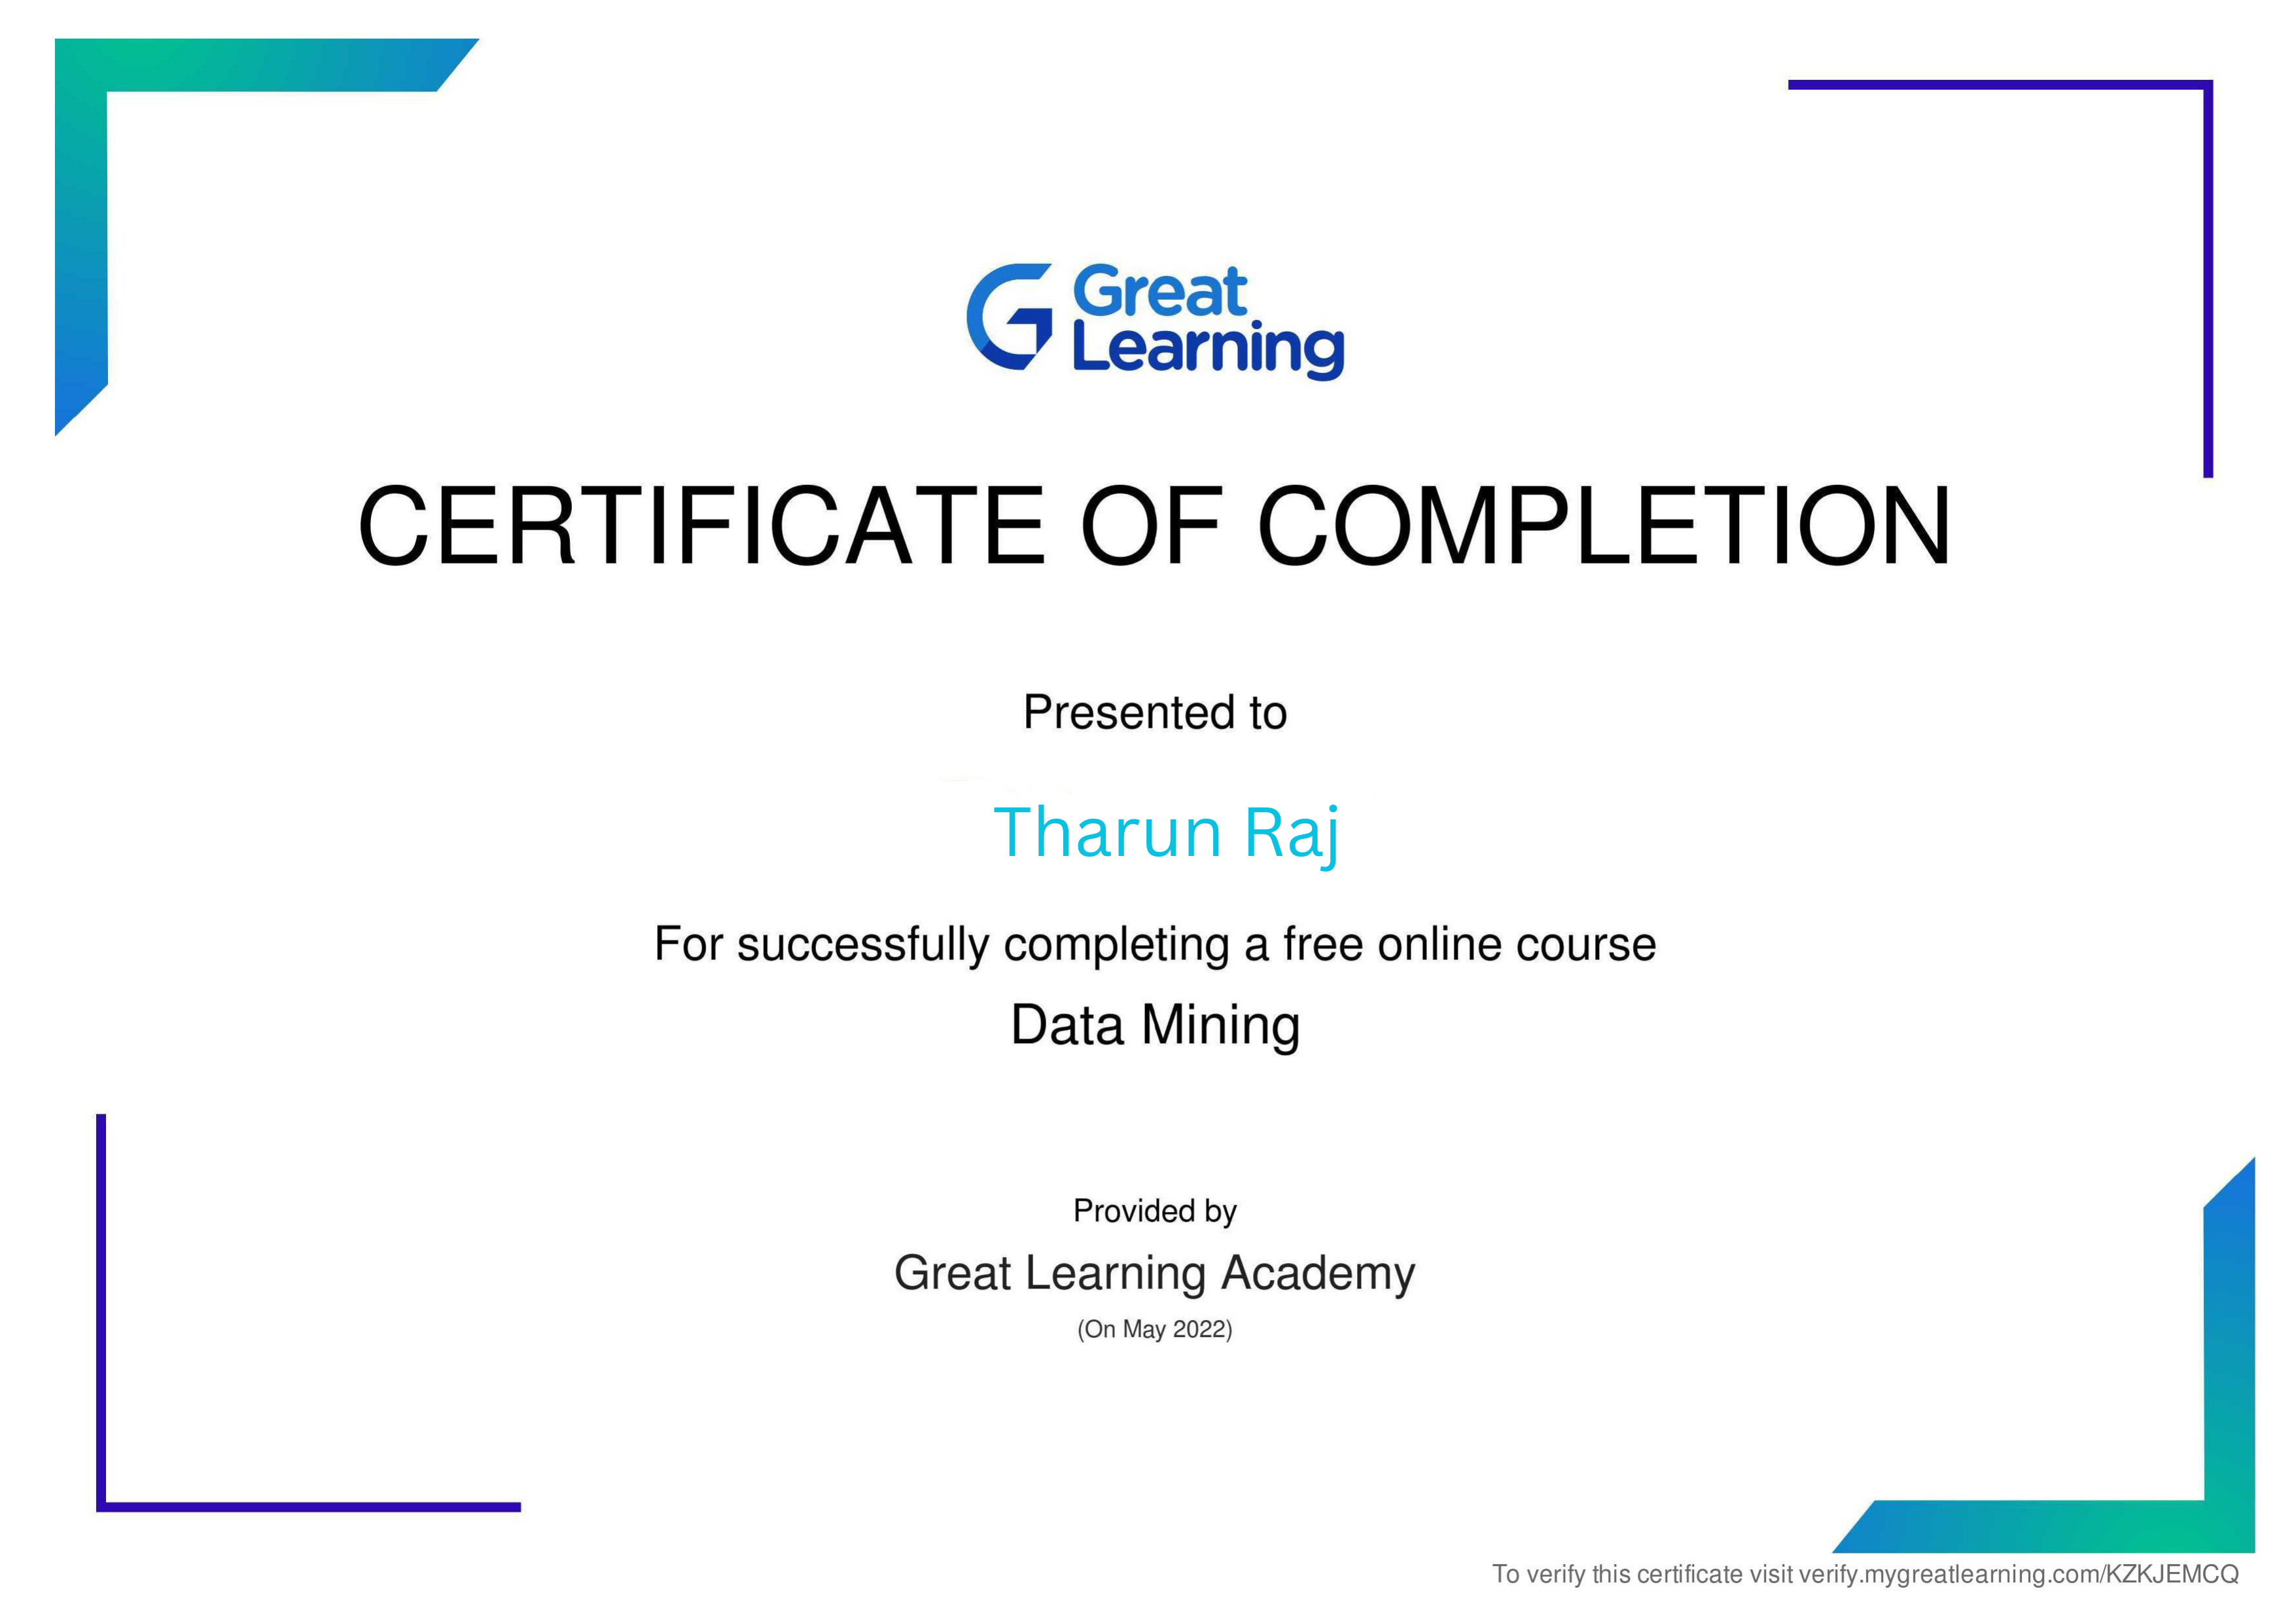 Great
Learning
CERTIFICATE OF COMPLETION
Presented to
Tharun Raj
For successfully completing a free online course
Data Mining
Provided by
Great Learning Academy
(On May 2022)
To verify this certificate visit verify.mygreatlearning.com/KZKJEMCQ